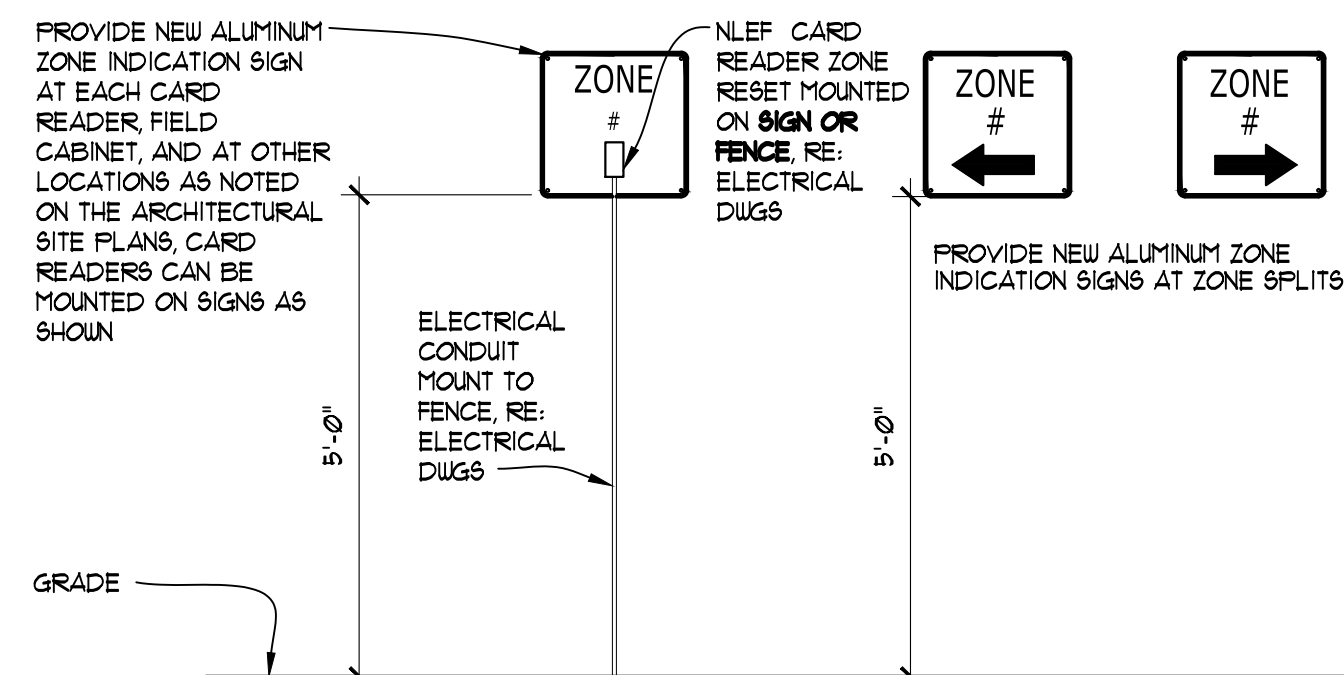 PROVIDE NEW ALUMINUM
ZONE INDICATION SIGN
AT EACH CARD
READER, FIELD
CABINET, AND AT OTHER
LOCATIONS AS NOTED
ON THE ARCHITECTURAL
SITE PLANS, CARD
READERS CAN BE
MOUNTED ON SIGNS AS
SHOWN
ZONE
#
NLEF CARD
READER ZONE
RESET MOUNTED
ON SIGN OR
FENCE, RE:
ELECTRICAL
DWGS
ZONE
#
ZONE
#
PROVIDE NEW ALUMINUM ZONE
INDICATION SIGNS AT ZONE SPLITS
ELECTRICAL
CONDUIT
MOUNT TO
FENCE, RE:
ELECTRICAL
DWGS
5'-0"
5'-0"
GRADE